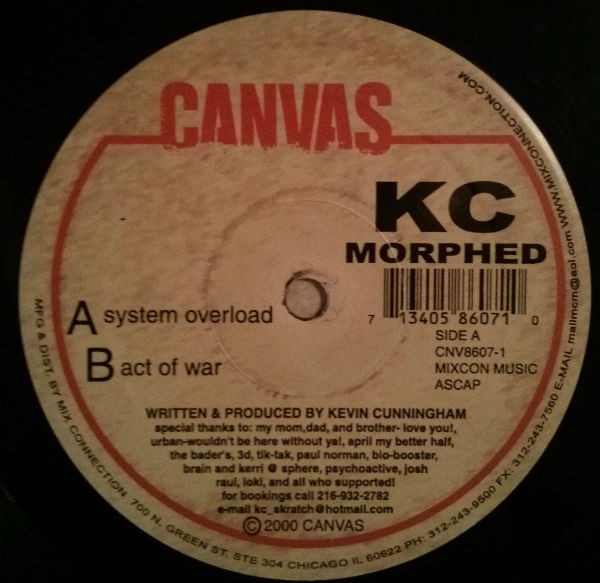 CANVAS
KC
MORPHED
7 13405 86071 0
SIDE A
CNV8607-1
MIXCON MUSIC
ASCAP
A system overload
B act of war
WRITTEN & PRODUCED BY KEVIN CUNNINGHAM
special thanks to: my mom,dad, and brother- love you!,
urban-wouldn't be here without ya!, april my better half,
the bader's, 3d, tik-tak, paul norman, bio-booster,
brain and kerri @ sphere, psychoactive, josh
raul, loki, and all who supported!
for bookings call 216-932-2782
e-mail kc_skratch@hotmail.com
©2000 CANVAS
MFG & DIST. BY MIX CONNECTION 700 N. GREEN ST. STE 304 CHICAGO IL 60622 PH: 312-243-9500 FX: 312-243-7560 E-MAIL mailmcm@aol.com WWW.MIXCONNECTION.COM